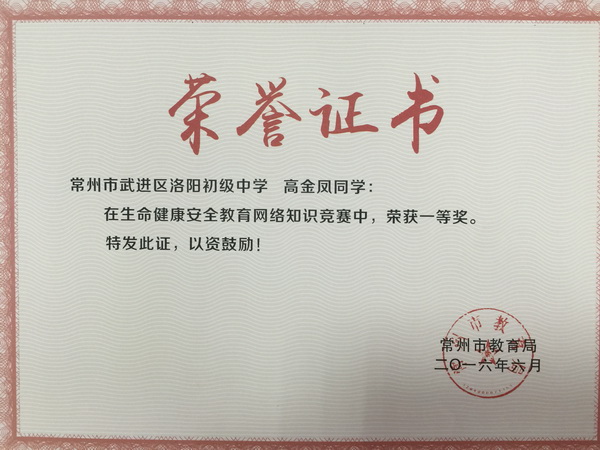 荣誉证书
常州市武进区洛阳初级中学 高金凤同学：
在生命健康安全教育网络知识竞赛中，荣获一等奖。
特发此证，以资鼓励！
常州市教育局
二〇一六年六月